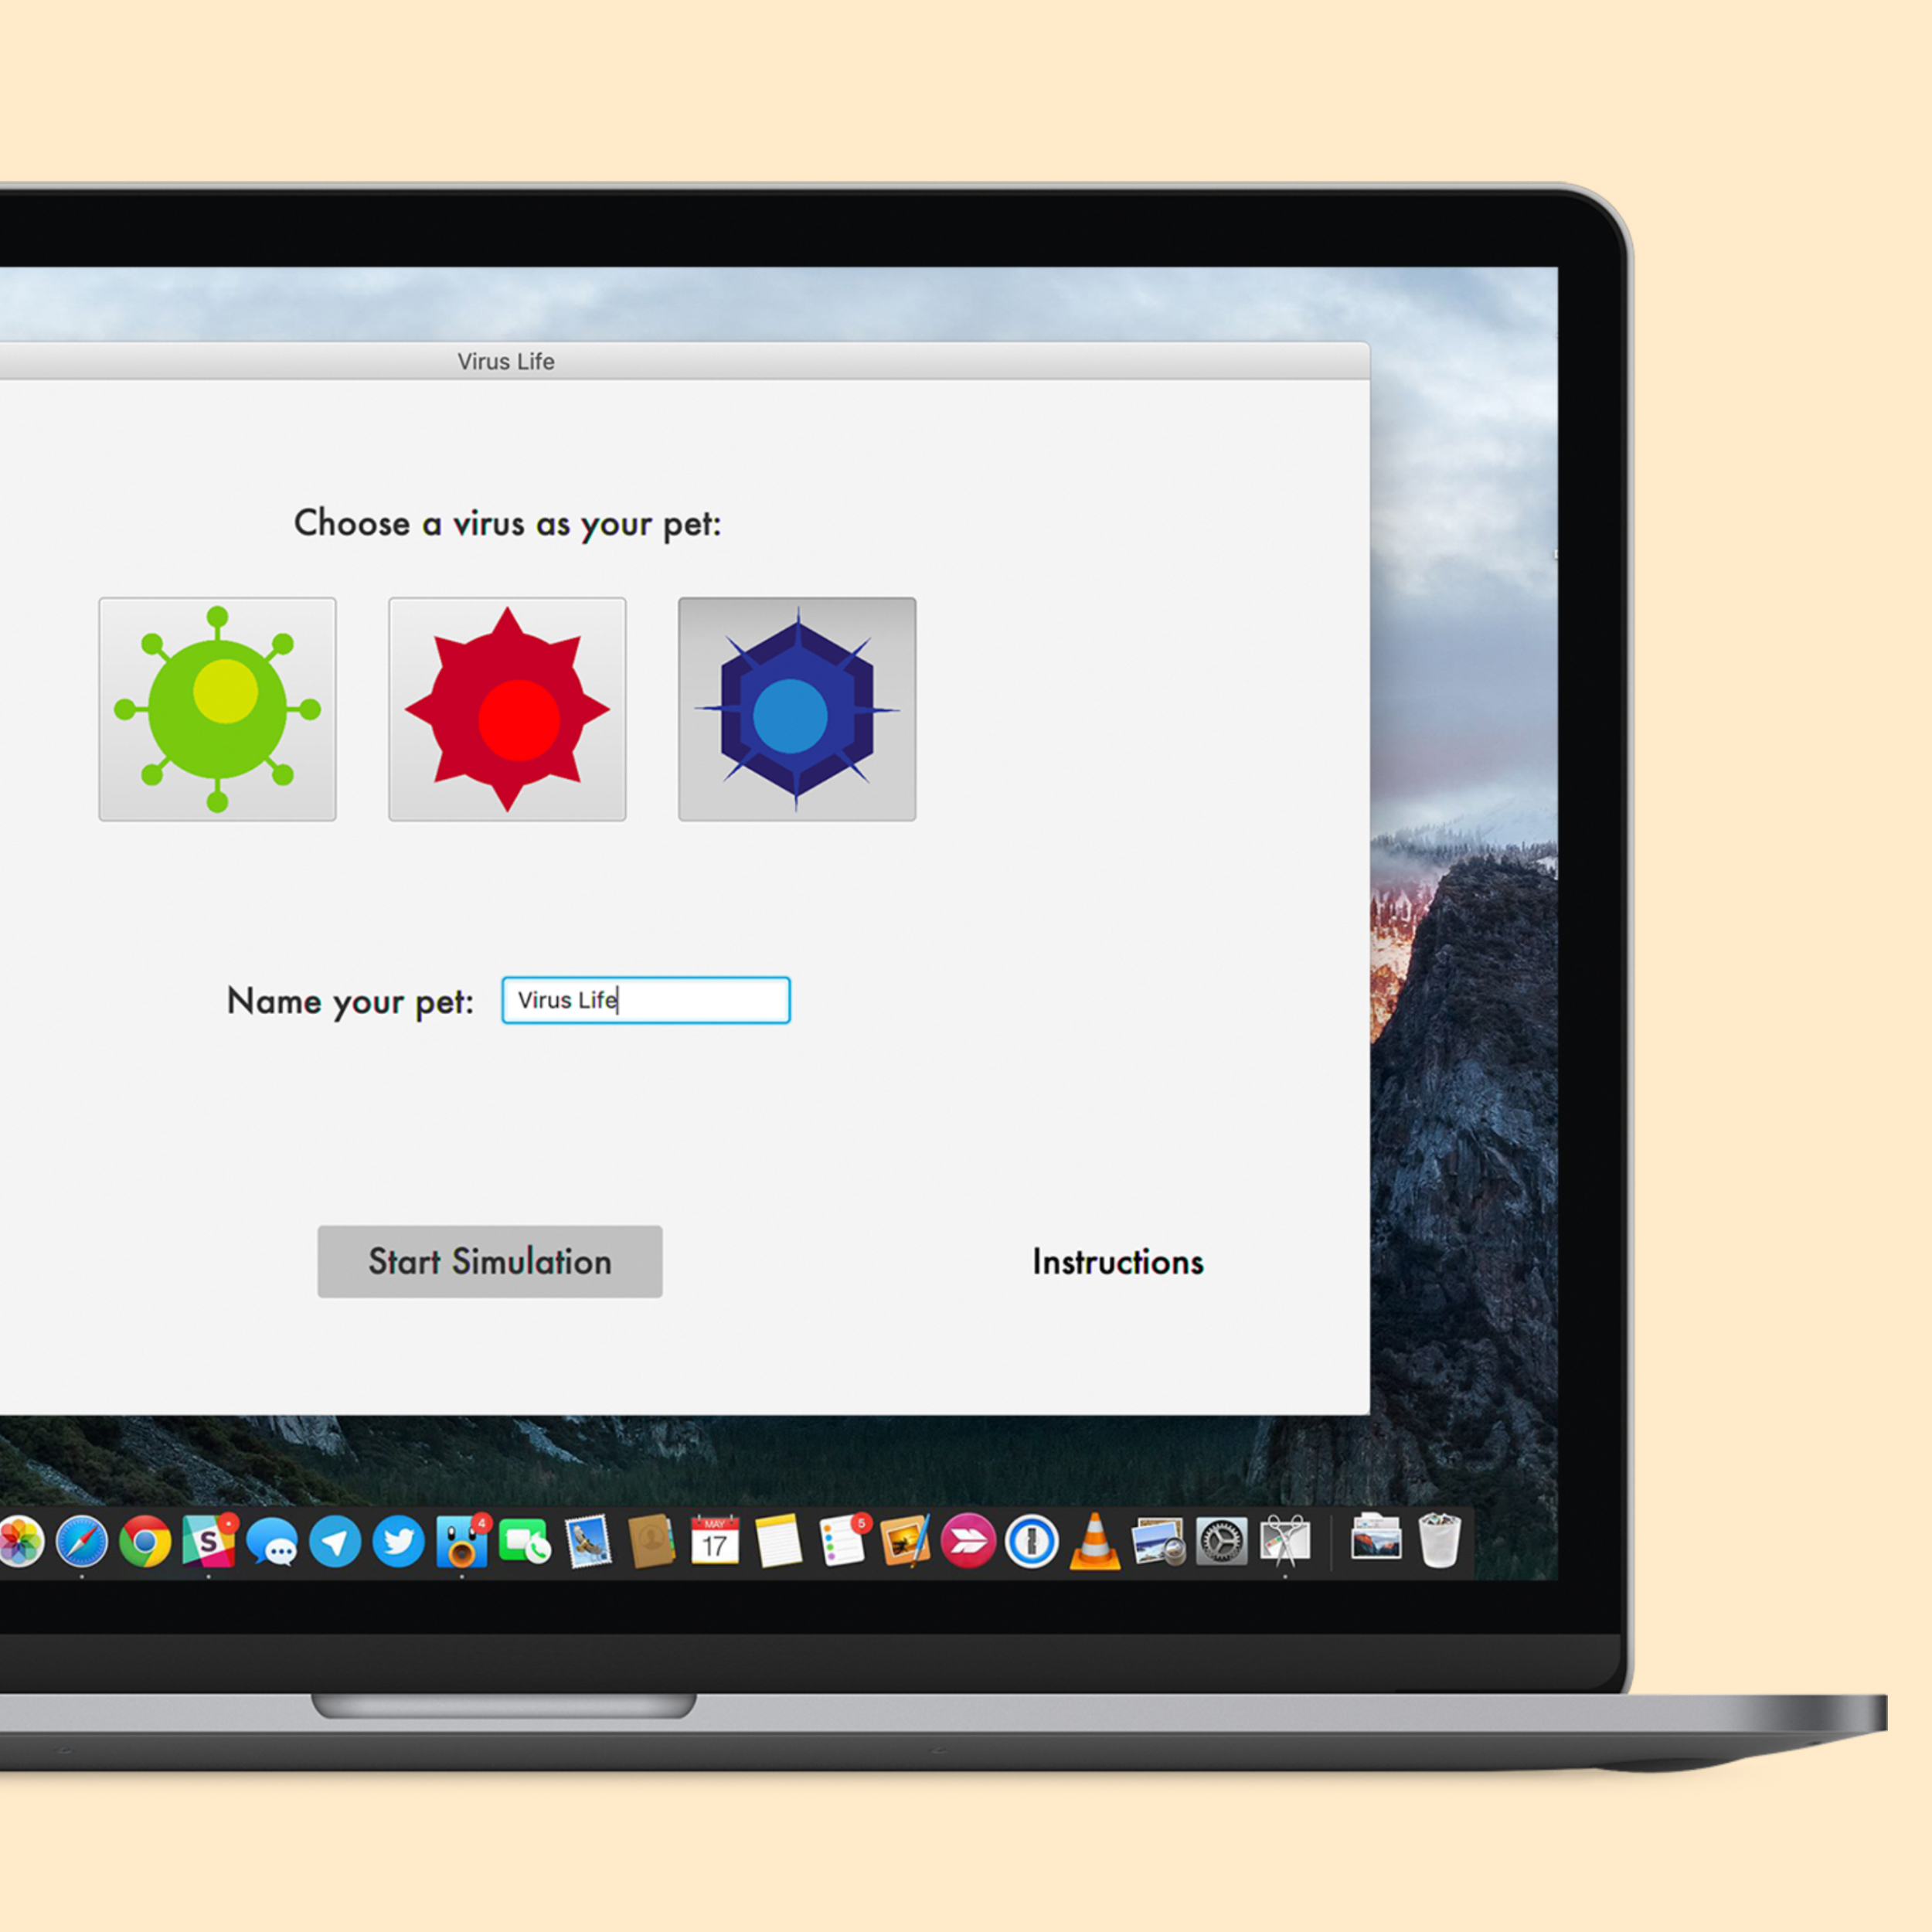 Virus Life
Choose a virus as your pet:
Name your pet: Virus Life
Start Simulation
Instructions
S
4
MAY
17
5